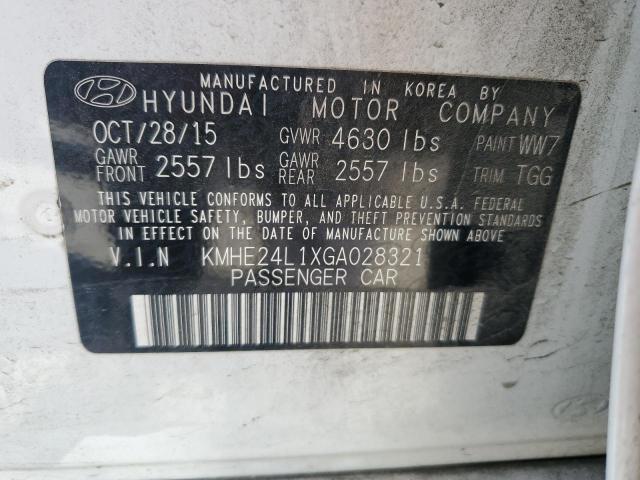 MANUFACTURED IN KOREA BY
HYUNDAI MOTOR COMPANY
OCT/28/15 GVWR 4630 lbs PAINT WW7
GAWR FRONT 2557 lbs GAWR REAR 2557 lbs TRIM TGG
THIS VEHICLE CONFORMS TO ALL APPLICABLE U.S.A. FEDERAL
MOTOR VEHICLE SAFETY, BUMPER, AND THEFT PREVENTION STANDARDS
IN EFFECT ON THE DATE OF MANUFACTURE SHOWN ABOVE.
V.I.N KMHE24L1XGA028321
PASSENGER CAR